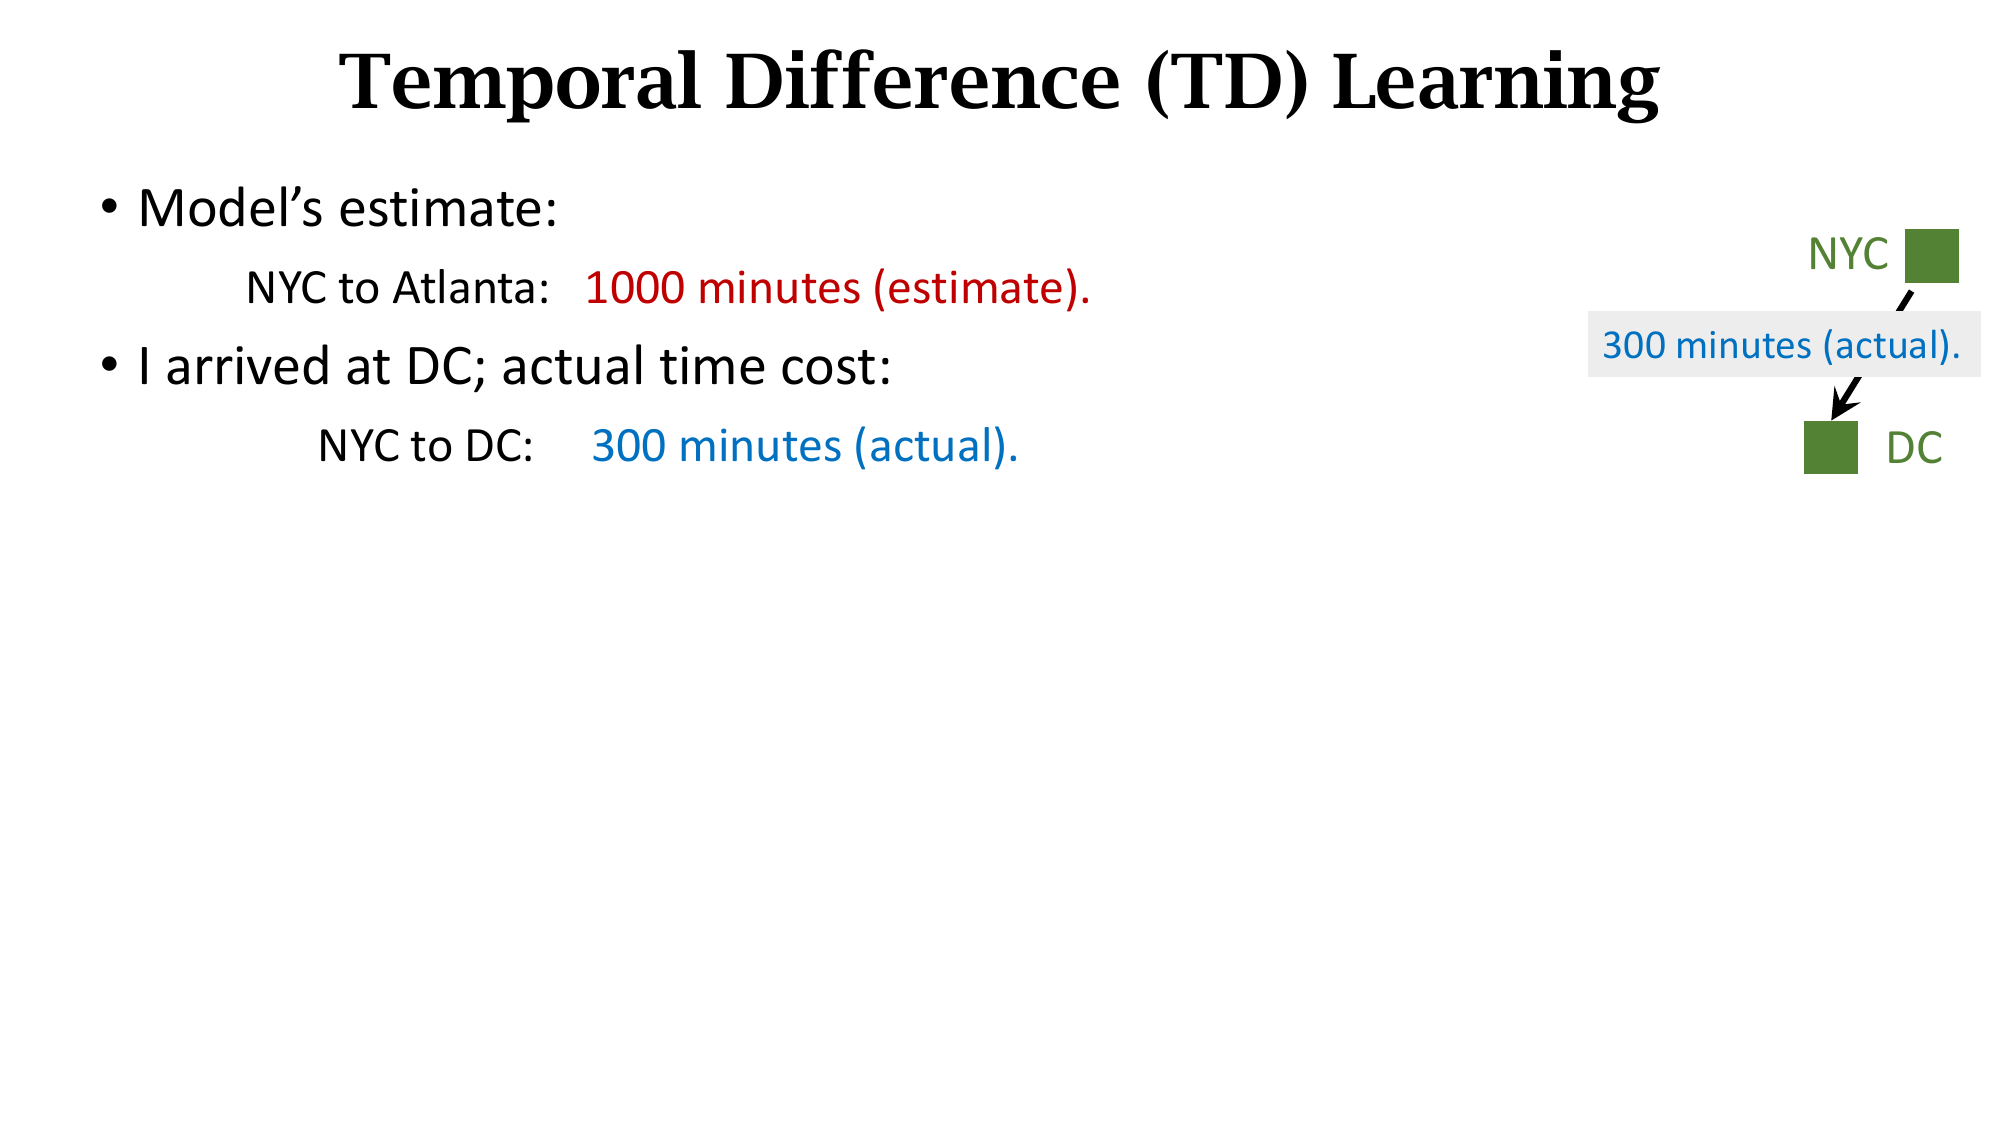 Temporal Difference (TD) Learning
• Model’s estimate:
NYC to Atlanta: 1000 minutes (estimate).
• I arrived at DC; actual time cost:
NYC to DC: 300 minutes (actual).
NYC
300 minutes (actual).
DC